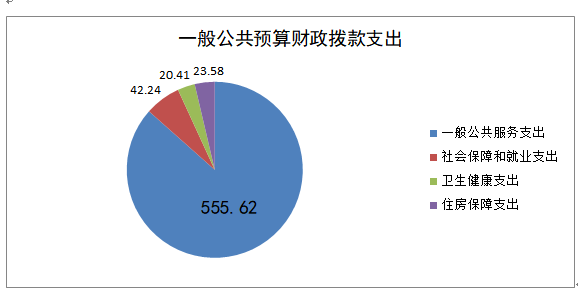 一般公共预算财政拨款支出
20.41
23.58
42.24
555.62
一般公共服务支出
社会保障和就业支出
卫生健康支出
住房保障支出